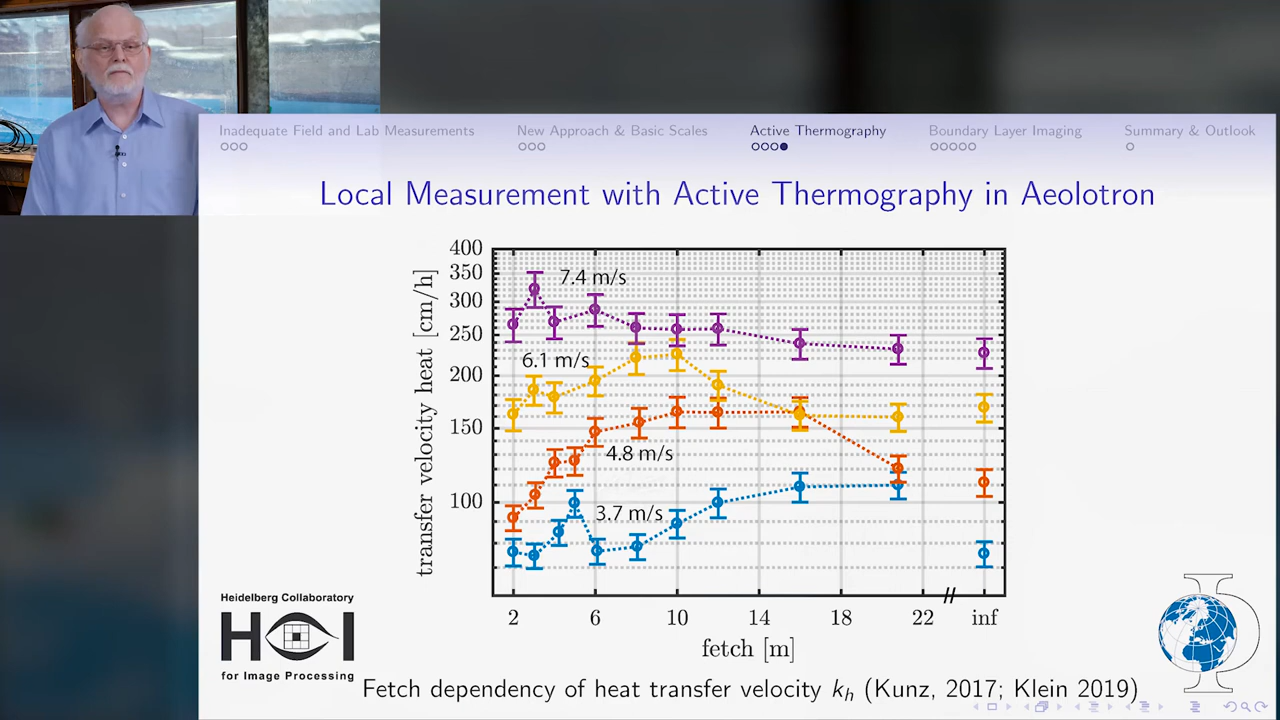 Inadequate Field and Lab Measurements
New Approach & Basic Scales
Active Thermography
Boundary Layer Imaging
Summary & Outlook
Local Measurement with Active Thermography in Aeolotron
400
350
300
250
200
150
100
transfer velocity heat [cm/h]
7.4 m/s
6.1 m/s
4.8 m/s
3.7 m/s
2 6 10 14 18 22 // inf
fetch [m]
Heidelberg Collaboratory
HCI
for Image Processing
Fetch dependency of heat transfer velocity kₕ (Kunz, 2017; Klein 2019)